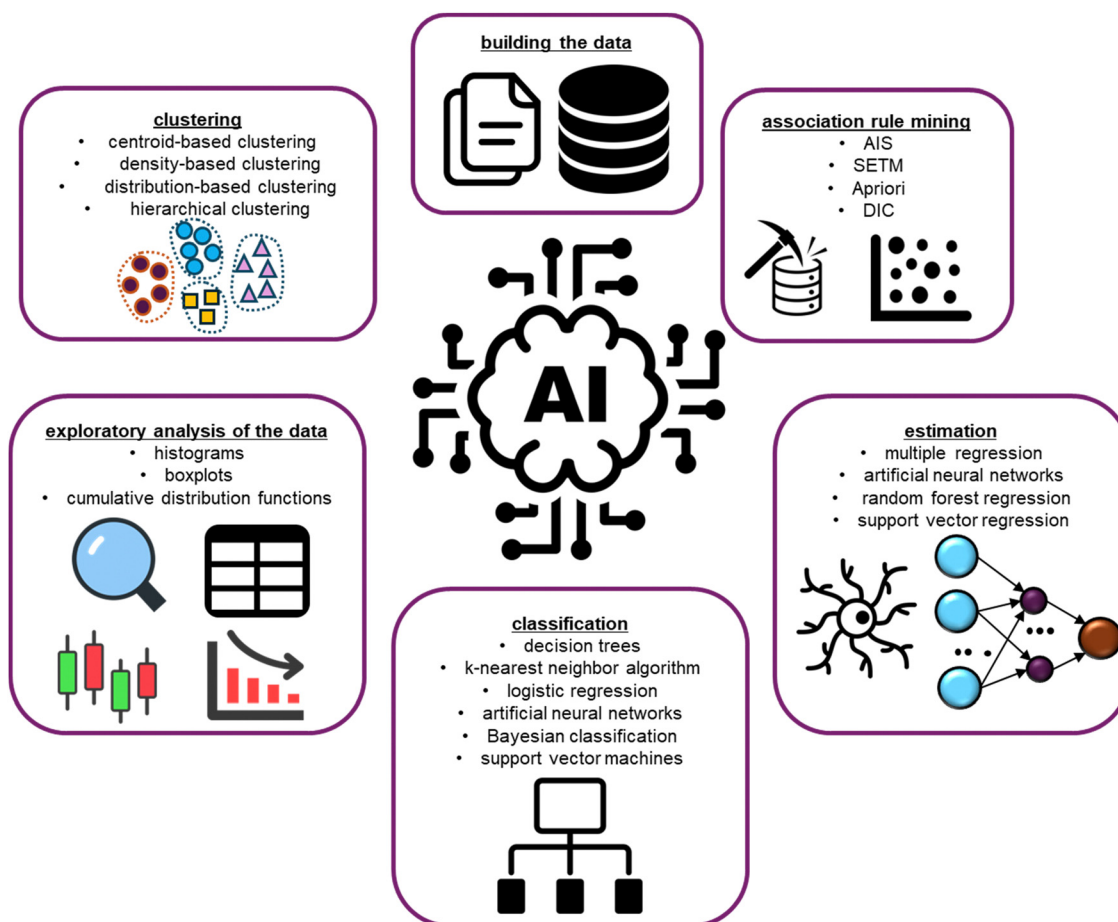 building the data
clustering
• centroid-based clustering
• density-based clustering
• distribution-based clustering
• hierarchical clustering
association rule mining
• AIS
• SETM
• Apriori
• DIC
AI
exploratory analysis of the data
• histograms
• boxplots
• cumulative distribution functions
estimation
• multiple regression
• artificial neural networks
• random forest regression
• support vector regression
classification
• decision trees
• k-nearest neighbor algorithm
• logistic regression
• artificial neural networks
• Bayesian classification
• support vector machines